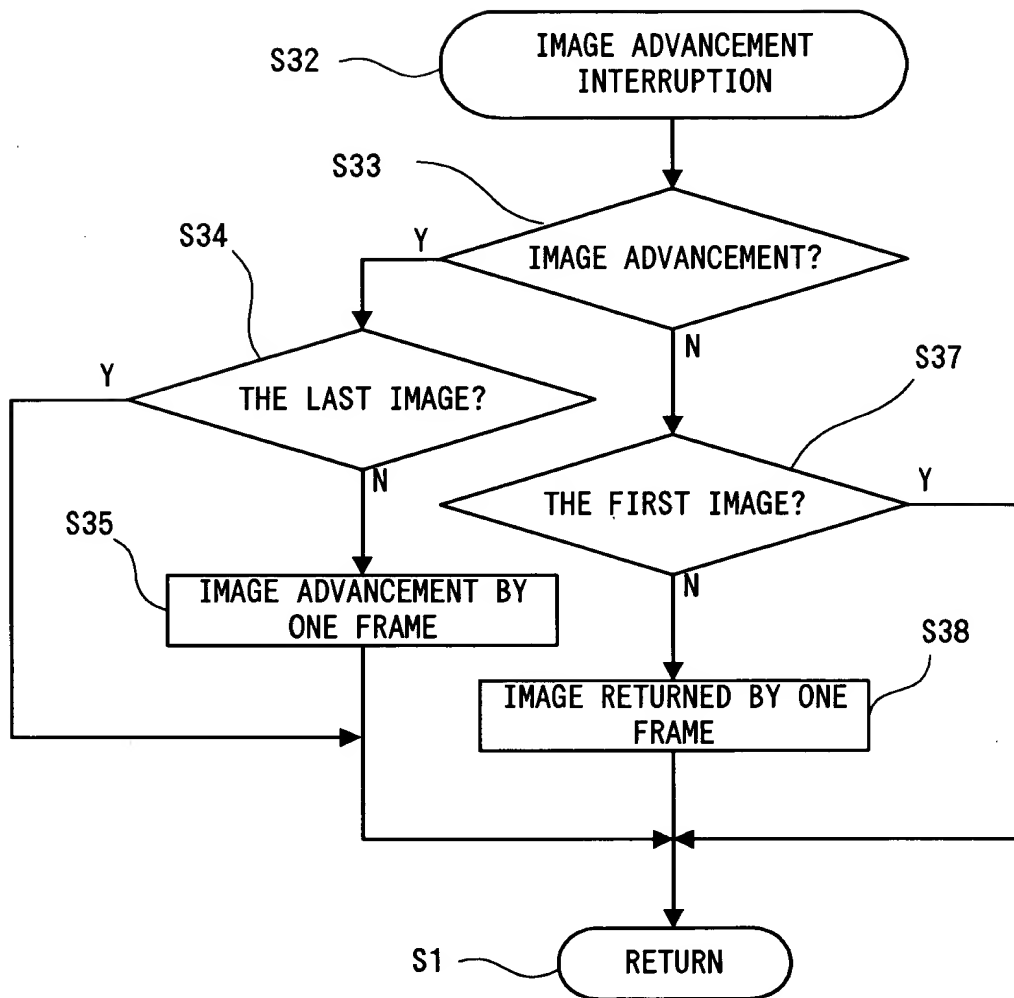 S32
IMAGE ADVANCEMENT
INTERRUPTION
S33
IMAGE ADVANCEMENT?
Y
N
S34
THE LAST IMAGE?
Y
N
S37
THE FIRST IMAGE?
Y
N
S35
IMAGE ADVANCEMENT BY
ONE FRAME
S38
IMAGE RETURNED BY ONE
FRAME
S1
RETURN